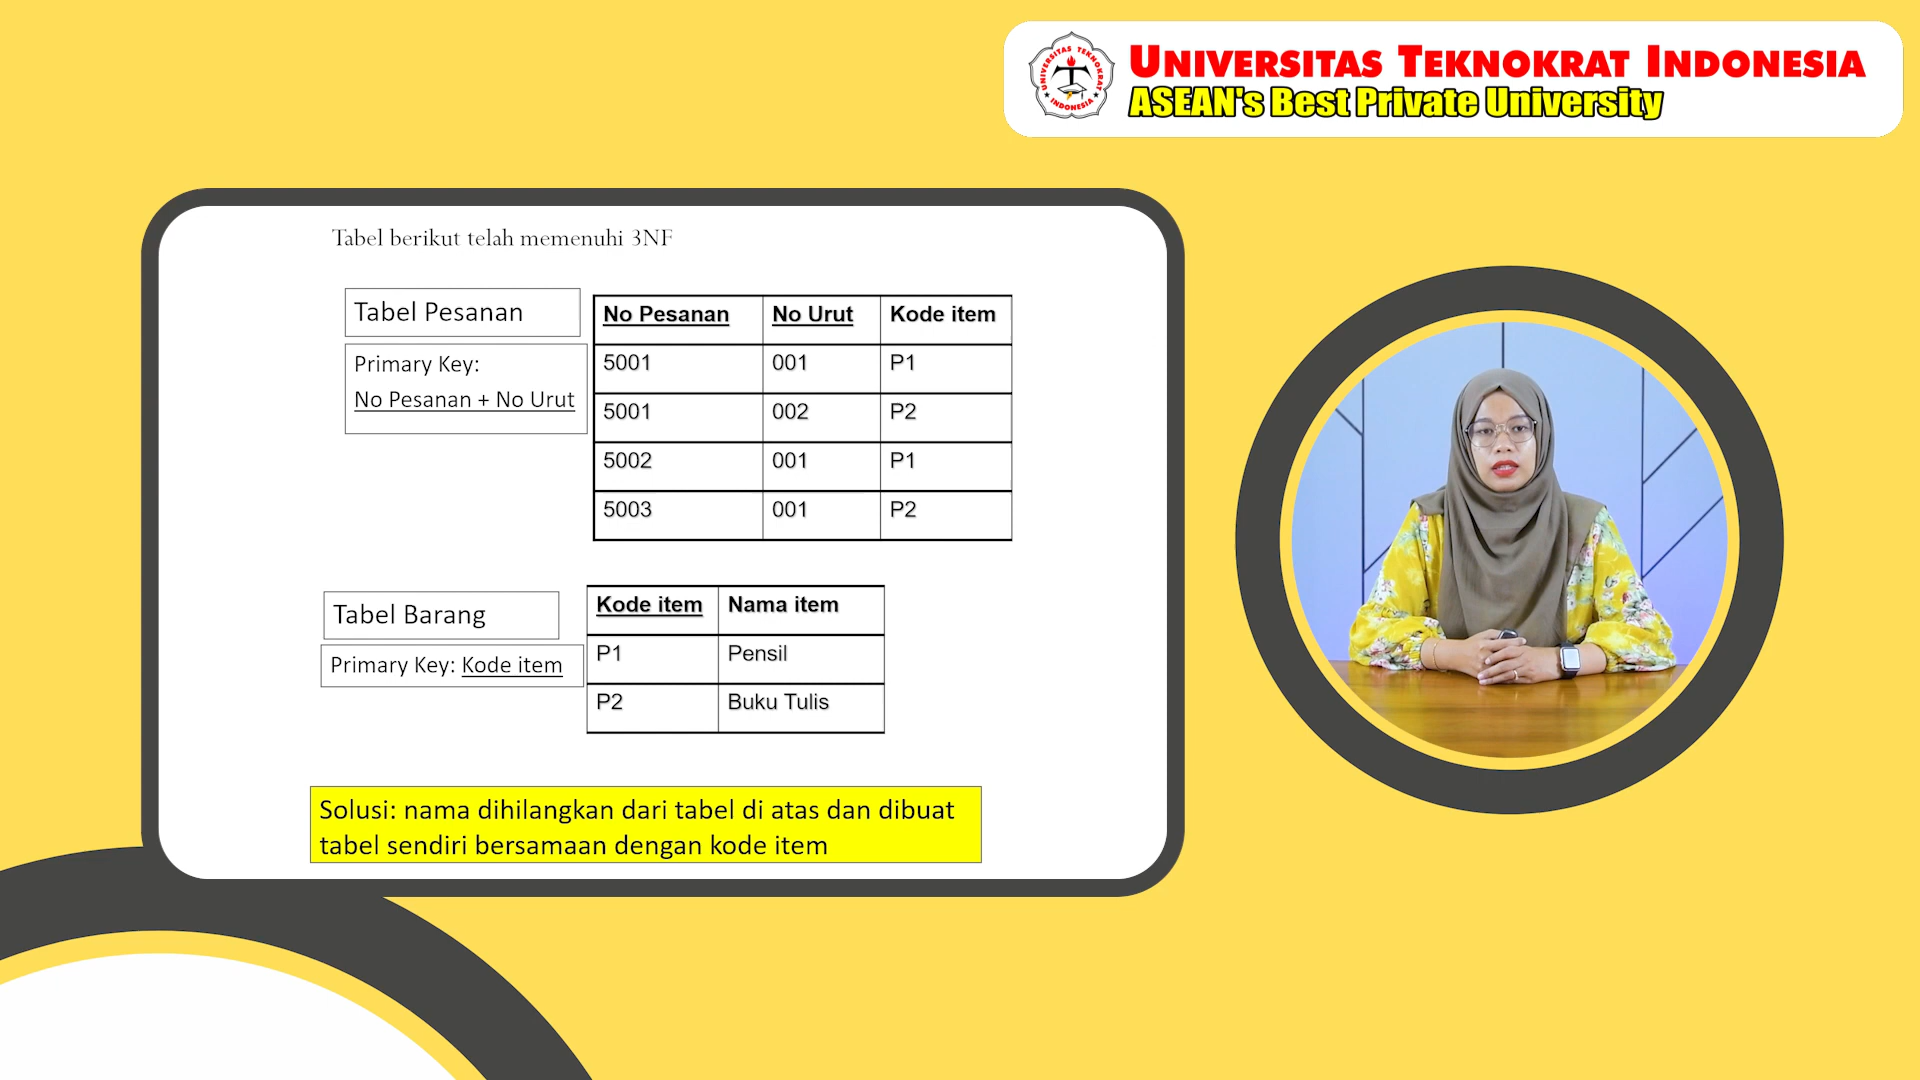 UNIVERSITAS TEKNOKRAT INDONESIA
ASEAN's Best Private University
UNIVERSITAS TEKNOKRAT
INDONESIA
Tabel berikut telah memenuhi 3NF
Tabel Pesanan
Primary Key:
No Pesanan + No Urut
No Pesanan No Urut Kode item
5001 001 P1
5001 002 P2
5002 001 P1
5003 001 P2
Tabel Barang
Primary Key: Kode item
Kode item Nama item
P1 Pensil
P2 Buku Tulis
Solusi: nama dihilangkan dari tabel di atas dan dibuat
tabel sendiri bersamaan dengan kode item